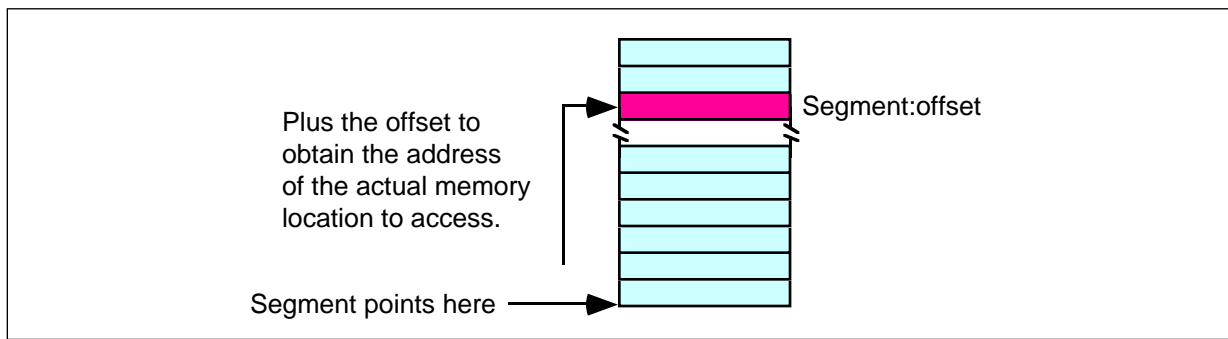 Segment:offset
Plus the offset to
obtain the address
of the actual memory
location to access.
Segment points here